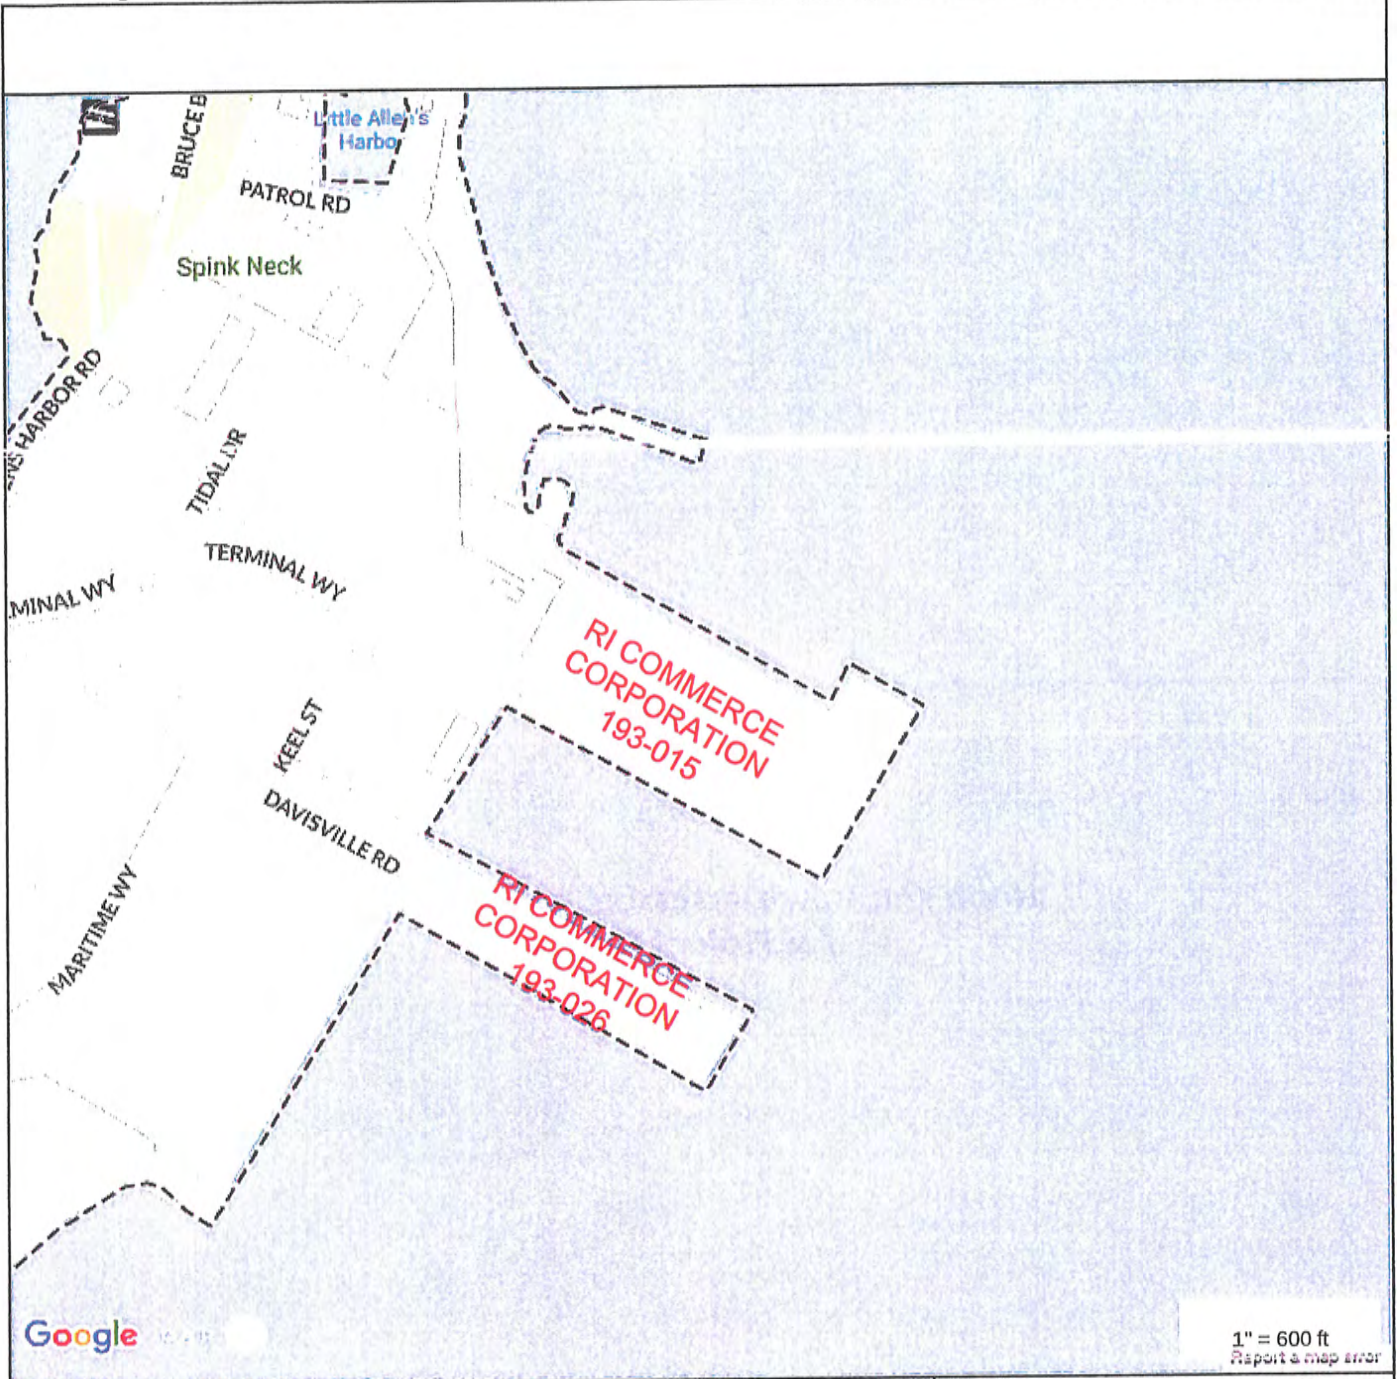 Little Allen's
Harbo
BRUCE B
PATROL RD
Spink Neck
NS HARBOR RD
TIDAL DR
TERMINAL WY
MINAL WY
RI COMMERCE
CORPORATION
193-015
KEEL ST
DAVISVILLE RD
MARITIME WY
RI COMMERCE
CORPORATION
193-026
Google
1" = 600 ft
Report a map error